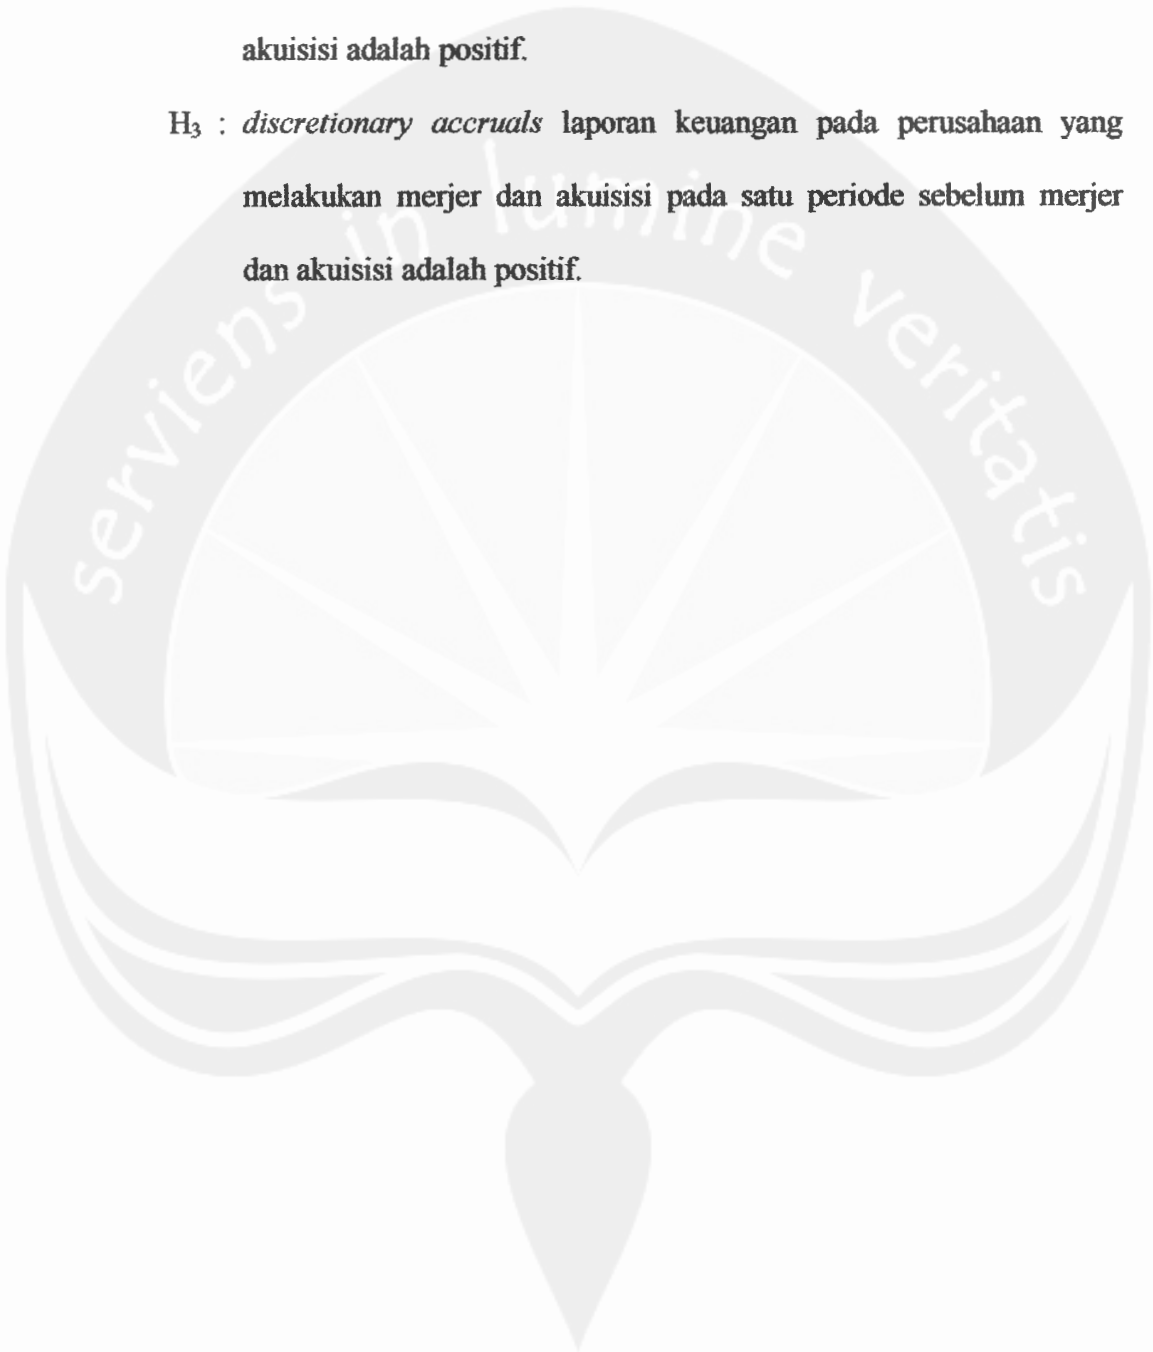 akuisisi adalah positif.
H₃ : discretionary accruals laporan keuangan pada perusahaan yang
melakukan merjer dan akuisisi pada satu periode sebelum merjer
dan akuisisi adalah positif.
serviens in lumine veritatis